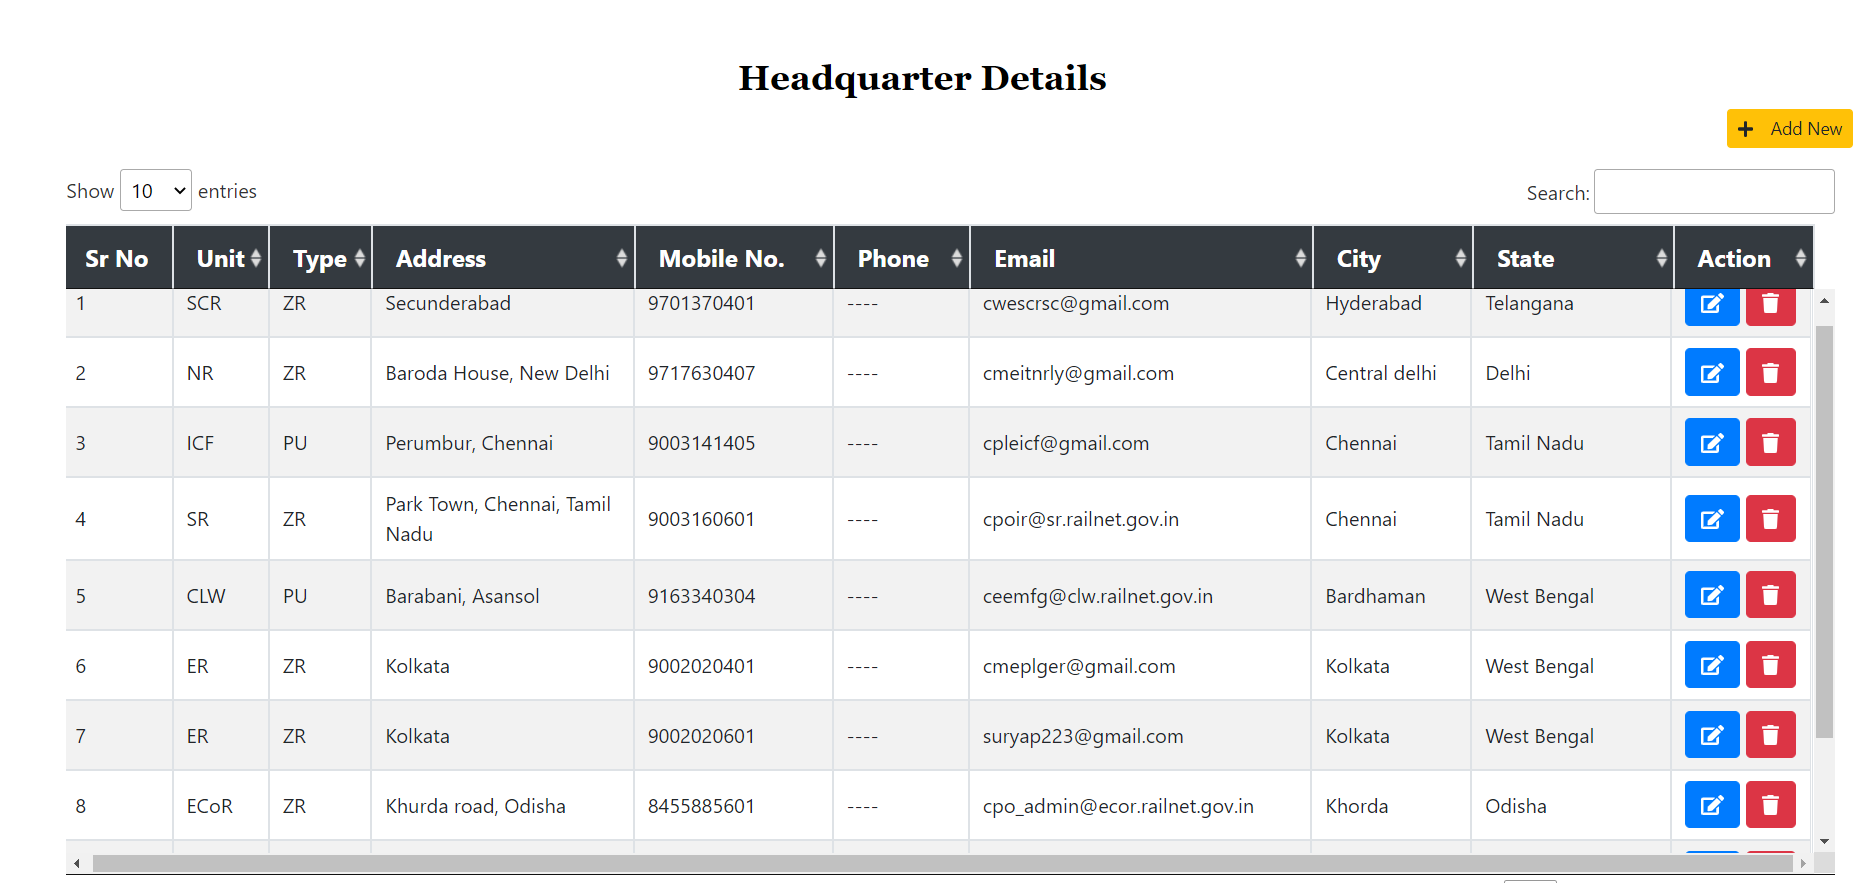 Headquarter Details
Add New
Show 10 entries
Search:
Sr No Unit Type Address Mobile No. Phone Email City State Action
1 SCR ZR Secunderabad 9701370401 ---- cwescrsc@gmail.com Hyderabad Telangana
2 NR ZR Baroda House, New Delhi 9717630407 ---- cmeitnrly@gmail.com Central delhi Delhi
3 ICF PU Perumbur, Chennai 9003141405 ---- cpleicf@gmail.com Chennai Tamil Nadu
4 SR ZR Park Town, Chennai, Tamil Nadu 9003160601 ---- cpoir@sr.railnet.gov.in Chennai Tamil Nadu
5 CLW PU Barabani, Asansol 9163340304 ---- ceemfg@clw.railnet.gov.in Bardhaman West Bengal
6 ER ZR Kolkata 9002020401 ---- cmeplger@gmail.com Kolkata West Bengal
7 ER ZR Kolkata 9002020601 ---- suryap223@gmail.com Kolkata West Bengal
8 ECoR ZR Khurda road, Odisha 8455885601 ---- cpo_admin@ecor.railnet.gov.in Khorda Odisha